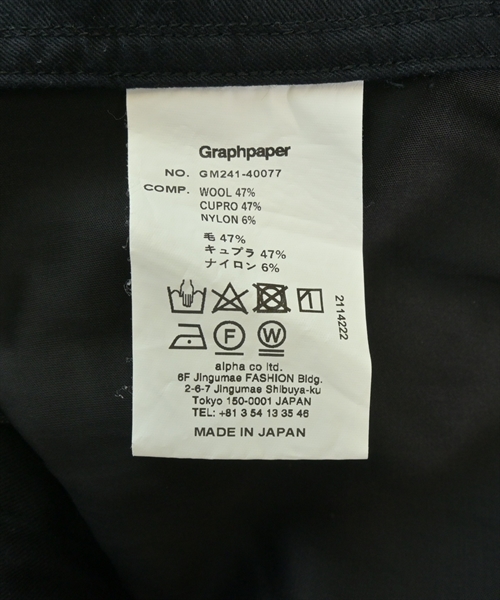 Graphpaper
NO. GM241-40077
COMP. WOOL 47%
CUPRO 47%
NYLON 6%
毛 47%
キュプラ 47%
ナイロン 6%
F W
2114222
alpha co ltd.
6F Jingumae FASHION Bldg.
2-6-7 Jingumae Shibuya-ku
Tokyo 150-0001 JAPAN
TEL: +81 3 54 13 35 46
MADE IN JAPAN